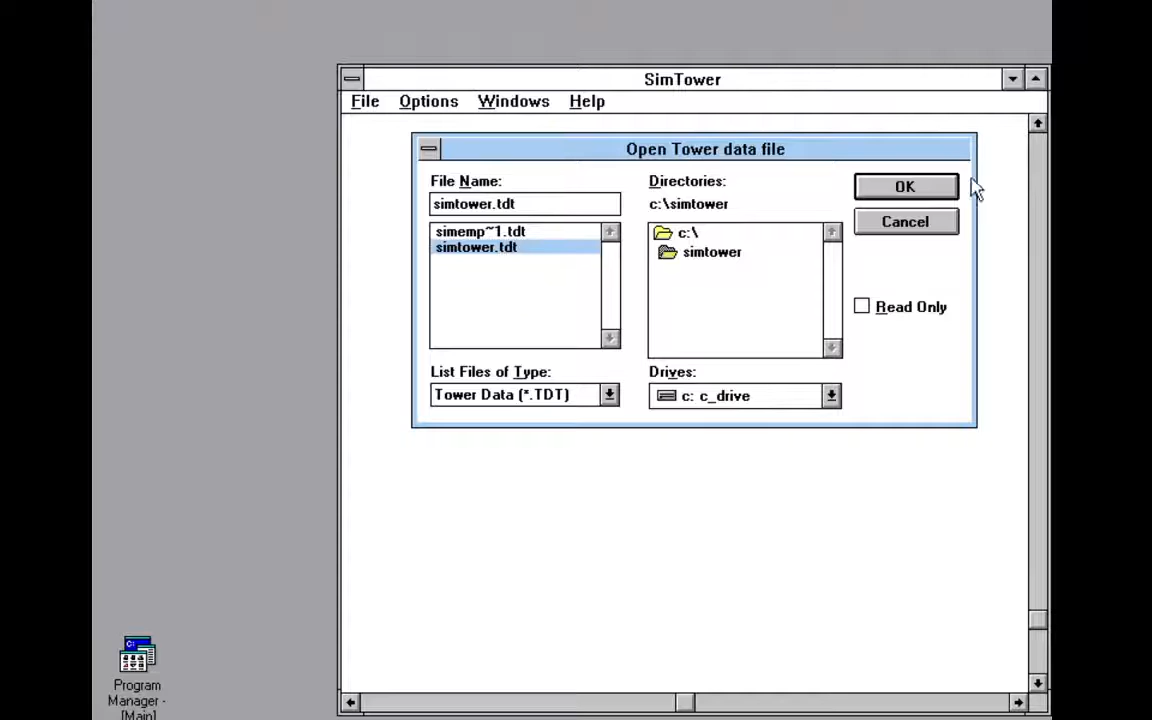 SimTower
File Options Windows Help
Open Tower data file
File Name:
simtower.tdt
simemp~1.tdt
simtower.tdt
List Files of Type:
Tower Data (*.TDT)
Directories:
c:\simtower
c:\
simtower
Drives:
c: c_drive
OK
Cancel
Read Only
C:
Program
Manager -
[Main]